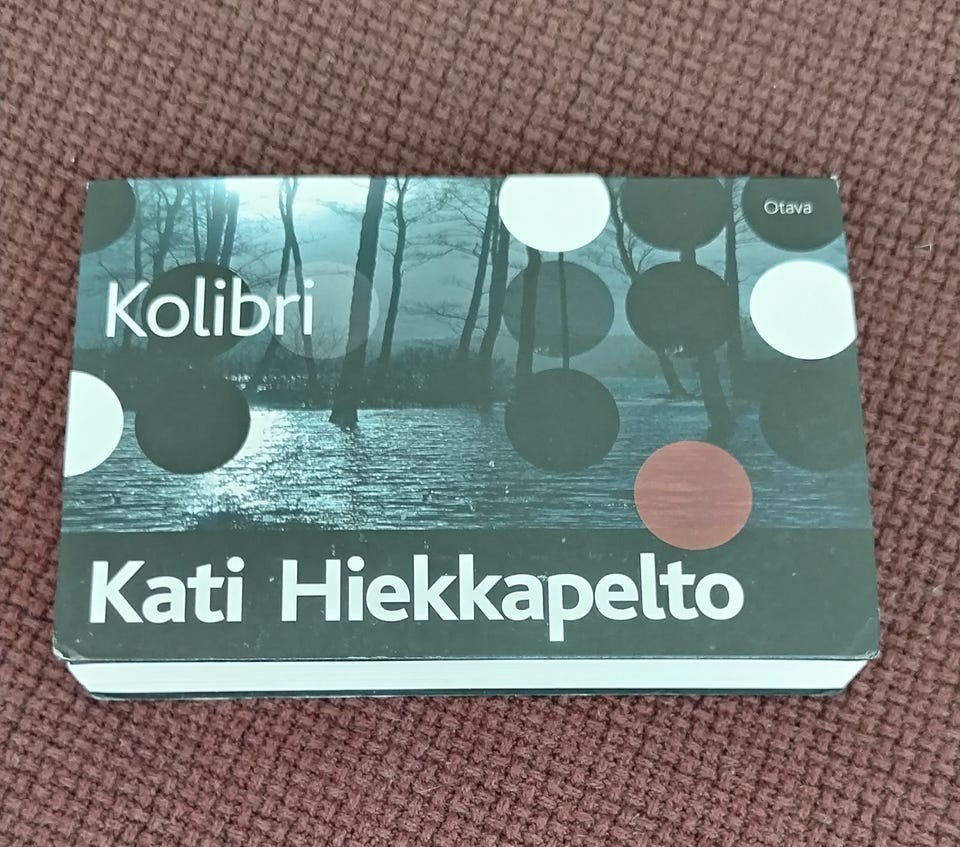 Otava
Kolibri
Kati Hiekkapelto